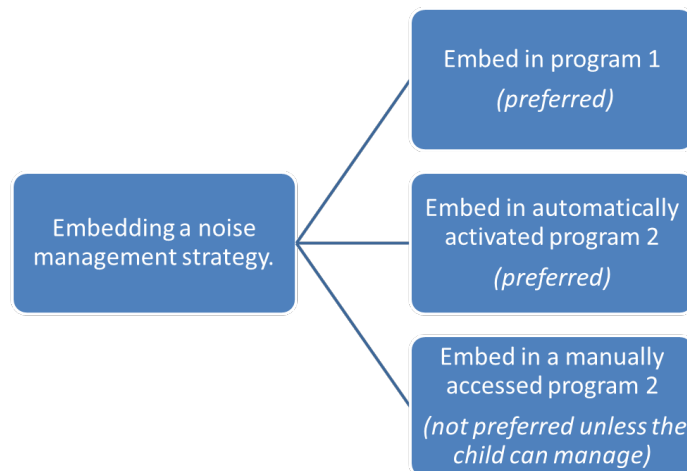 Embed in program 1
(preferred)
Embedding a noise
management strategy.
Embed in automatically
activated program 2
(preferred)
Embed in a manually
accessed program 2
(not preferred unless the
child can manage)